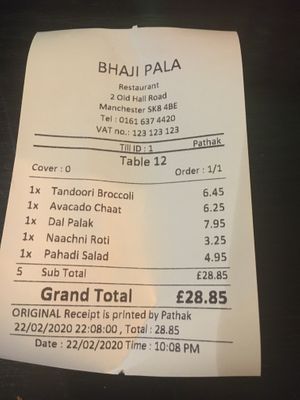 BHAJI PALA
Restaurant
2 Old Hall Road
Manchester SK8 4BE
Tel : 0161 637 4420
VAT no.: 123 123 123
Till ID : 1 Pathak
Table 12
Cover : 0 Order : 1/1
1x Tandoori Broccoli 6.45
1x Avacado Chaat 6.25
1x Dal Palak 7.95
1x Naachni Roti 3.25
1x Pahadi Salad 4.95
5 Sub Total £28.85
Grand Total £28.85
ORIGINAL Receipt is printed by Pathak
22/02/2020 22:08:00 , Total : 28.85
Date : 22/02/2020 Time : 10:08 PM